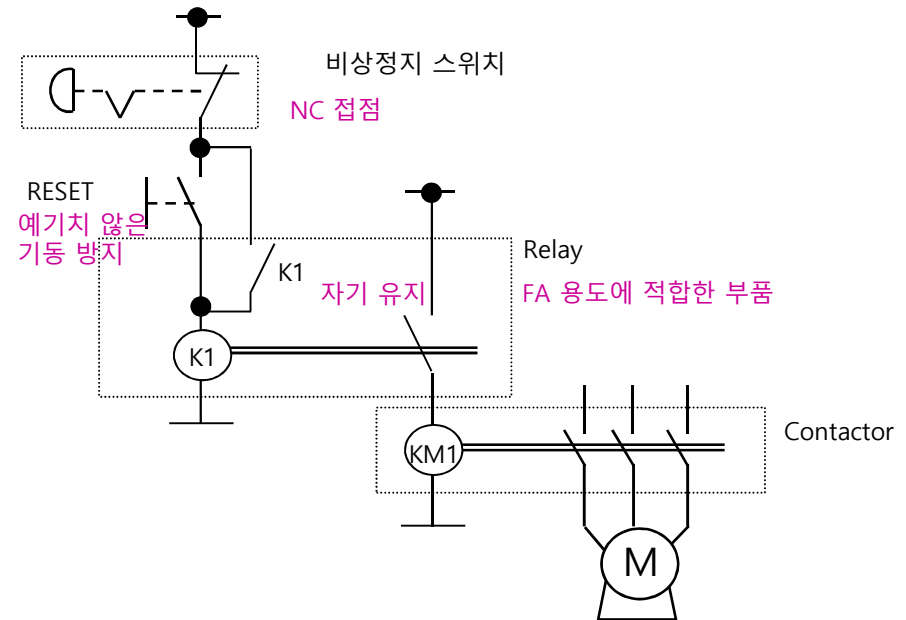 비상정지 스위치
NC 접점
RESET
예기치 않은
기동 방지
K1
자기 유지
Relay
FA 용도에 적합한 부품
K1
KM1
Contactor
M